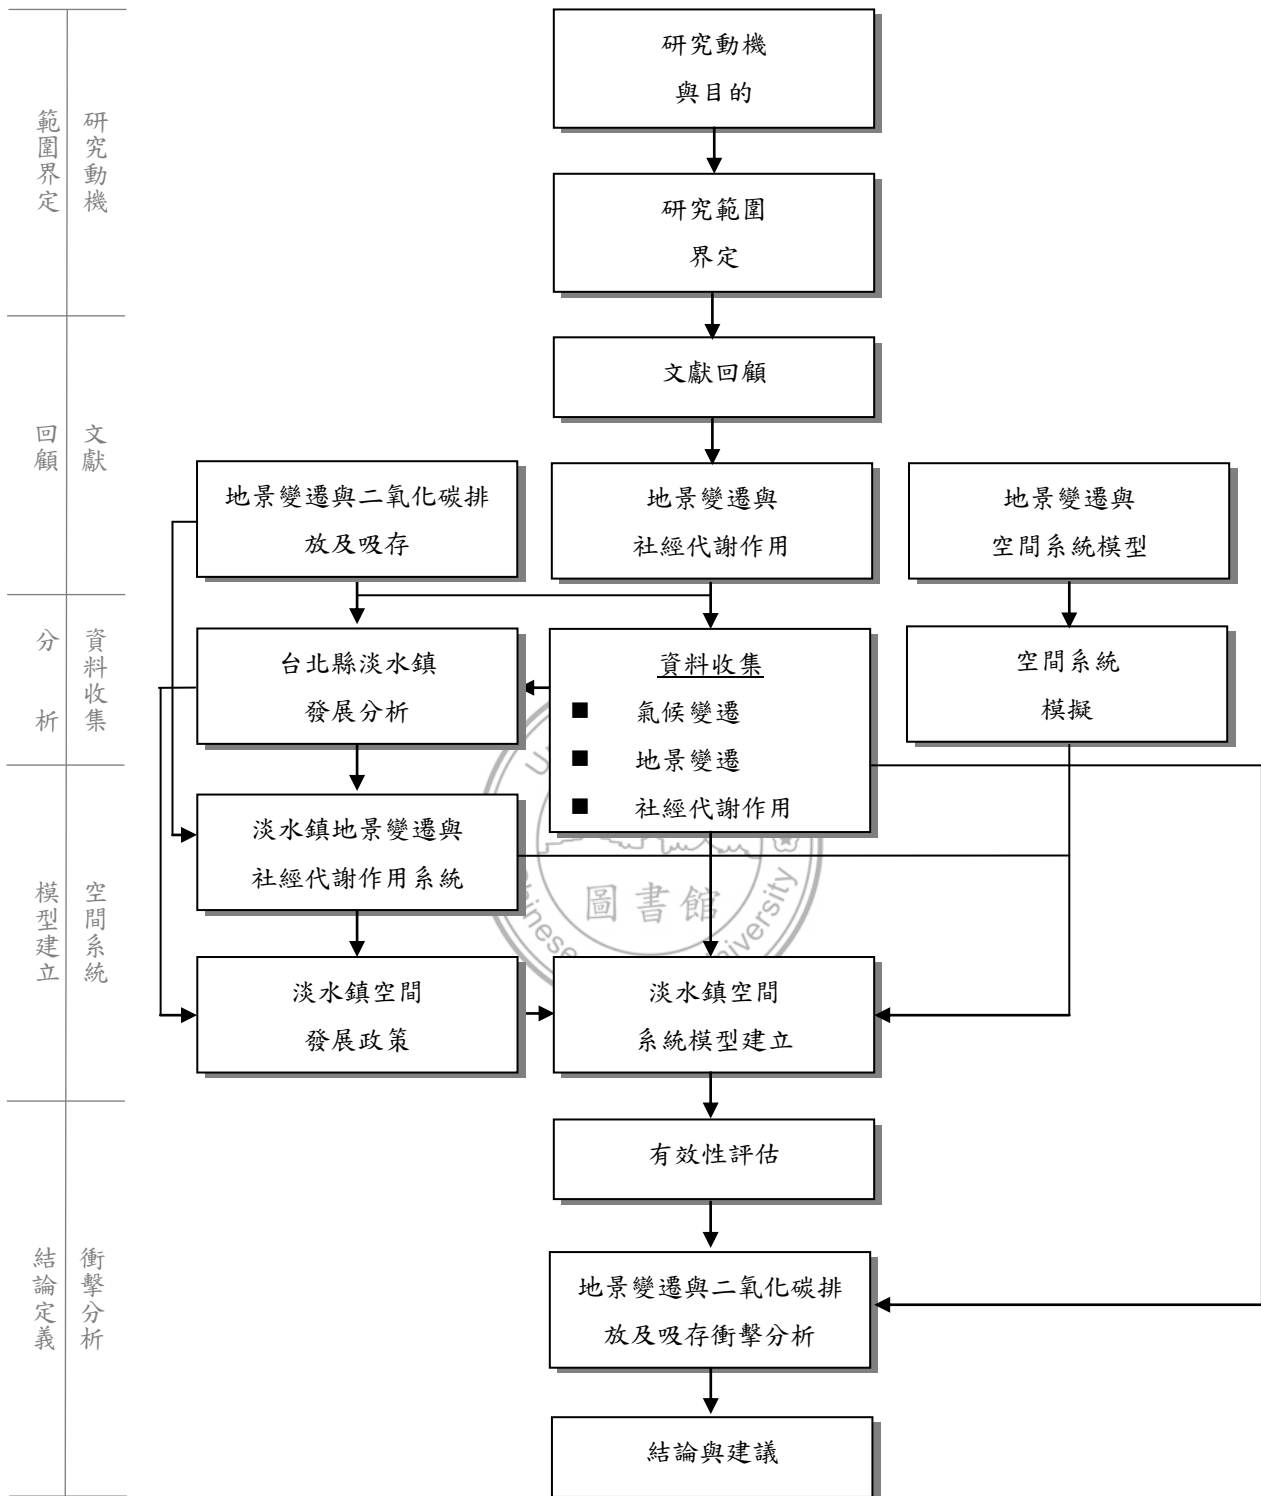 研究動機
範圍界定
文獻
回顧
資料收集
分析
空間系統
模型建立
衝擊分析
結論定義
研究動機
與目的
研究範圍
界定
文獻回顧
地景變遷與二氧化碳排
放及吸存
地景變遷與
社經代謝作用
地景變遷與
空間系統模型
台北縣淡水鎮
發展分析
資料收集
■ 氣候變遷
■ 地景變遷
■ 社經代謝作用
空間系統
模擬
淡水鎮地景變遷與
社經代謝作用系統
圖書館
淡水鎮空間
發展政策
淡水鎮空間
系統模型建立
有效性評估
地景變遷與二氧化碳排
放及吸存衝擊分析
結論與建議